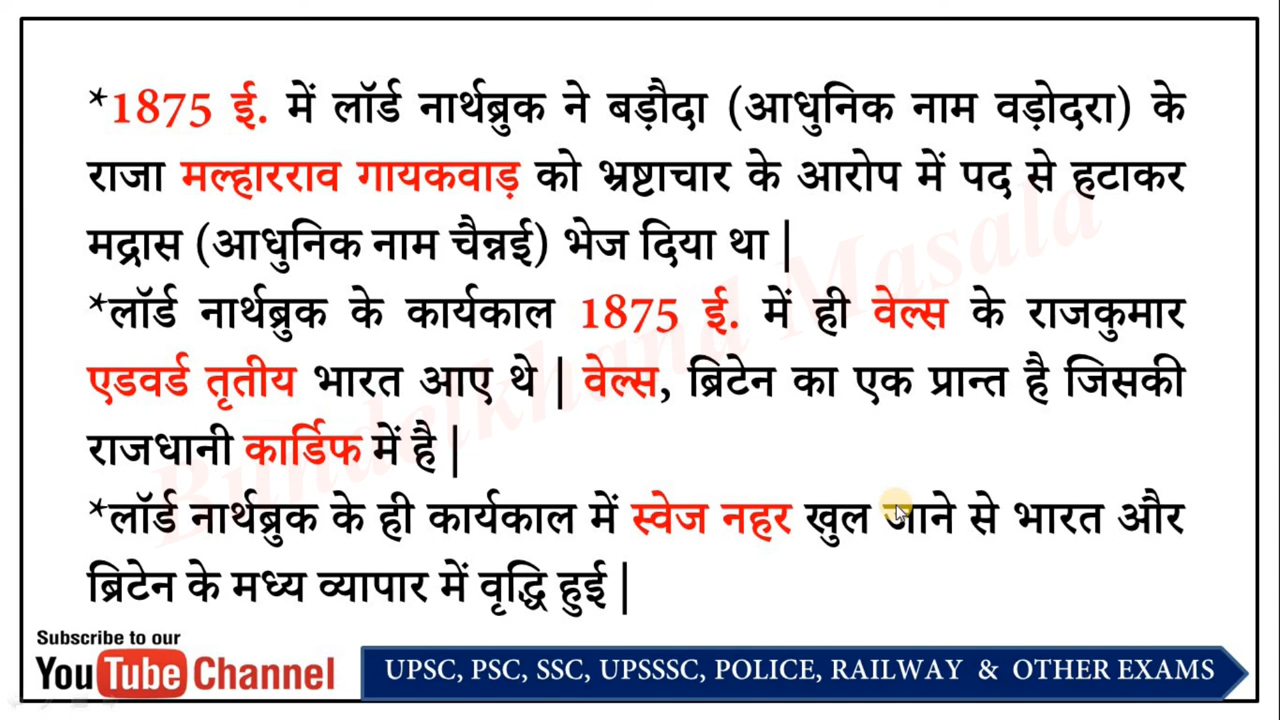 *1875 ई. में लॉर्ड नार्थब्रुक ने बड़ौदा (आधुनिक नाम वड़ोदरा) के
राजा मल्हारराव गायकवाड़ को भ्रष्टाचार के आरोप में पद से हटाकर
मद्रास (आधुनिक नाम चैन्नई) भेज दिया था |
*लॉर्ड नार्थब्रुक के कार्यकाल 1875 ई. में ही वेल्स के राजकुमार
एडवर्ड तृतीय भारत आए थे | वेल्स, ब्रिटेन का एक प्रान्त है जिसकी
राजधानी कार्डिफ में है |
*लॉर्ड नार्थब्रुक के ही कार्यकाल में स्वेज नहर खुल जाने से भारत और
ब्रिटेन के मध्य व्यापार में वृद्धि हुई |
Bundelkhand Masala
Subscribe to our
YouTube Channel
UPSC, PSC, SSC, UPSSSC, POLICE, RAILWAY & OTHER EXAMS